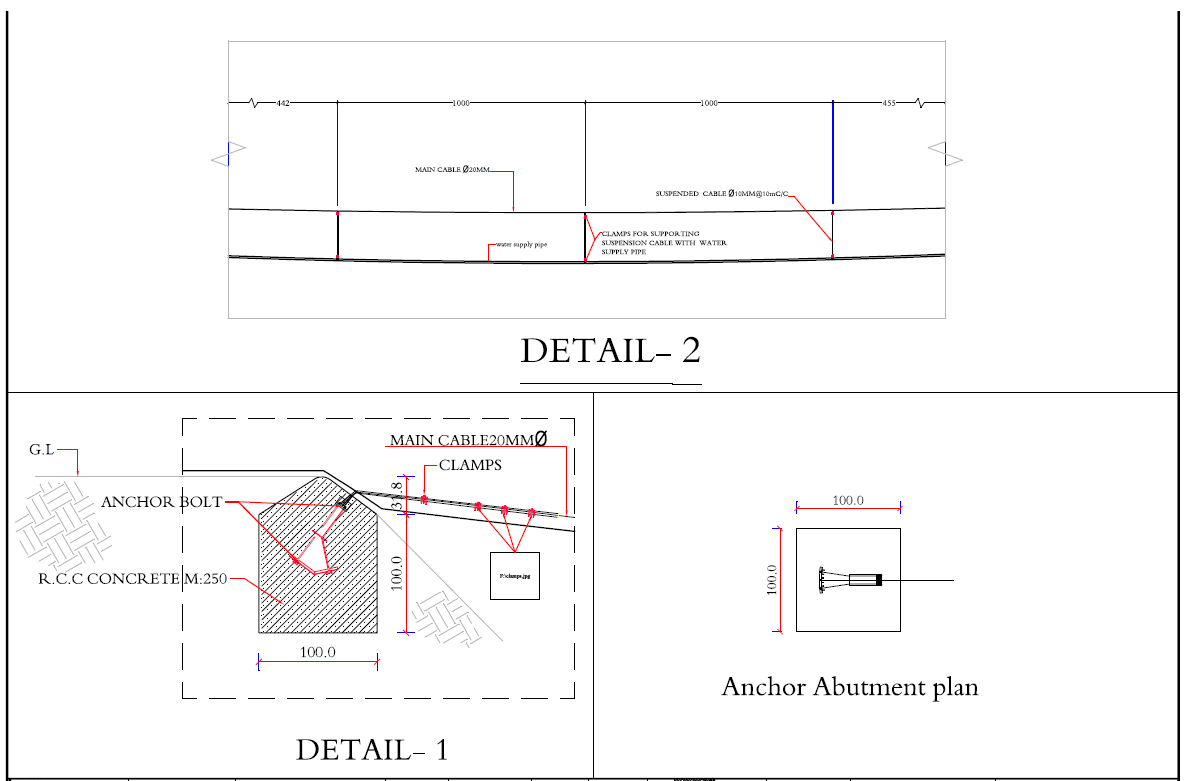 442
1000
1000
455
MAIN CABLE Ø20MM
SUSPENDED CABLE Ø10MM@10mC/C
CLAMPS FOR SUPPORTING
SUSPENSION CABLE WITH WATER
SUPPLY PIPE
water supply pipe
DETAIL- 2
G.L
MAIN CABLE20MMØ
CLAMPS
ANCHOR BOLT
R.C.C CONCRETE M:250
100.0
100.0
F:\clamps.jpg
DETAIL- 1
100.0
100.0
Anchor Abutment plan